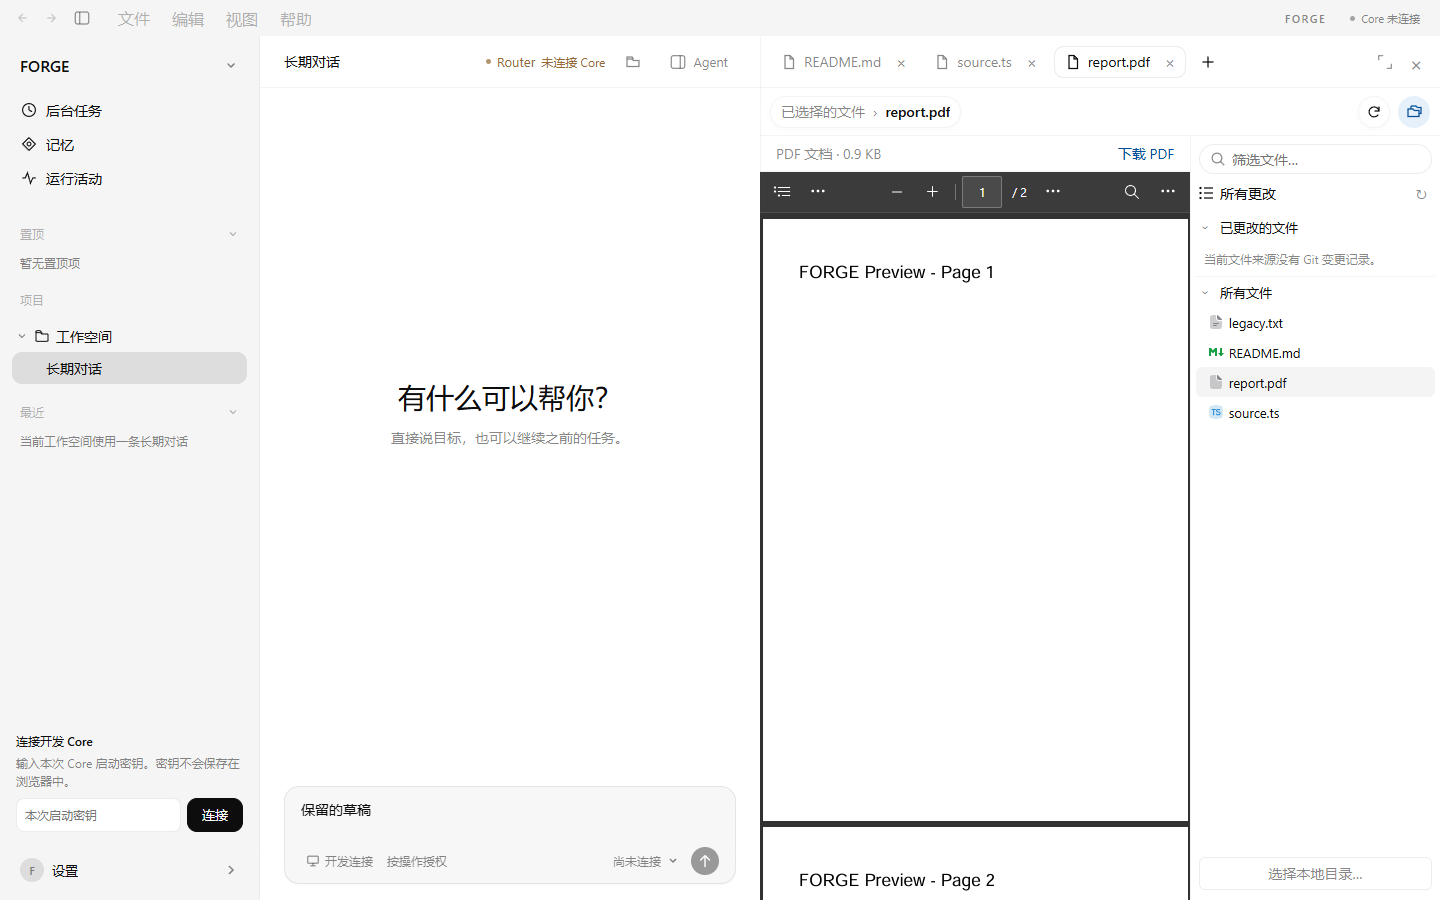 文件 编辑 视图 帮助
FORGE Core 未连接
FORGE
后台任务
记忆
运行活动
置顶
暂无置顶项
项目
工作空间
长期对话
最近
当前工作空间使用一条长期对话
连接开发 Core
输入本次 Core 启动密钥。密钥不会保存在
浏览器中。
本次启动密钥 连接
F 设置
长期对话 Router 未连接 Core Agent
有什么可以帮你？
直接说目标，也可以继续之前的任务。
保留的草稿
开发连接 按操作授权 尚未连接
README.md source.ts report.pdf
已选择的文件 › report.pdf
PDF 文档 · 0.9 KB 下载 PDF
1 / 2
FORGE Preview - Page 1
FORGE Preview - Page 2
筛选文件...
所有更改
已更改的文件
当前文件来源没有 Git 变更记录。
所有文件
legacy.txt
M↓ README.md
report.pdf
TS source.ts
选择本地目录...